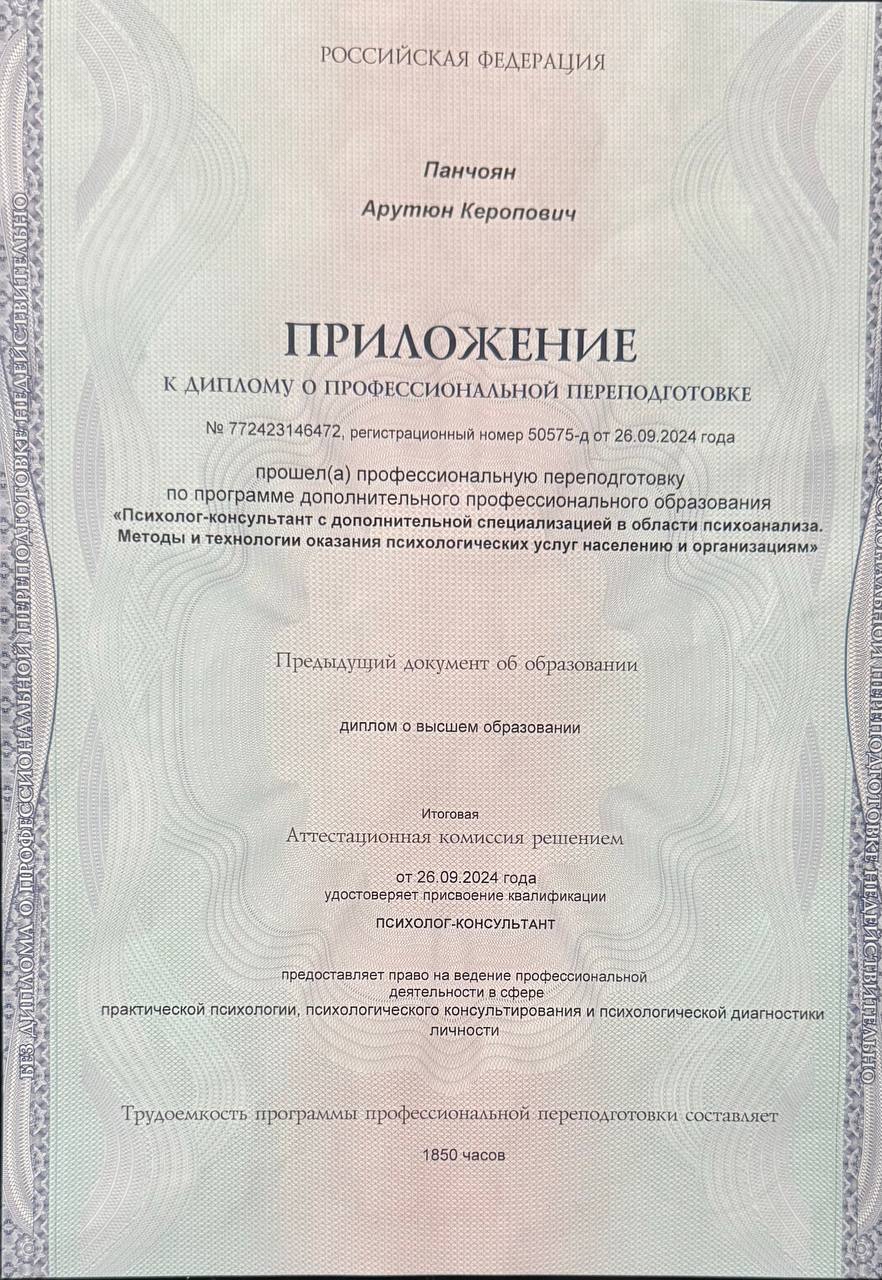 РОССИЙСКАЯ ФЕДЕРАЦИЯ
Панчоян
Арутюн Керопович
ПРИЛОЖЕНИЕ
К ДИПЛОМУ О ПРОФЕССИОНАЛЬНОЙ ПЕРЕПОДГОТОВКЕ
№ 772423146472, регистрационный номер 50575-д от 26.09.2024 года
прошел(а) профессиональную переподготовку
по программе дополнительного профессионального образования
«Психолог-консультант с дополнительной специализацией в области психоанализа.
Методы и технологии оказания психологических услуг населению и организациям»
Предыдущий документ об образовании
диплом о высшем образовании
Итоговая
Аттестационная комиссия решением
от 26.09.2024 года
удостоверяет присвоение квалификации
ПСИХОЛОГ-КОНСУЛЬТАНТ
предоставляет право на ведение профессиональной
деятельности в сфере
практической психологии, психологического консультирования и психологической диагностики
личности
Трудоемкость программы профессиональной переподготовки составляет
1850 часов
БЕЗ ДИПЛОМА О ПРОФЕССИОНАЛЬНОЙ ПЕРЕПОДГОТОВКЕ НЕДЕЙСТВИТЕЛЬНО
ПЕРЕПОДГОТОВКЕ НЕДЕЙСТВИТЕЛЬНО